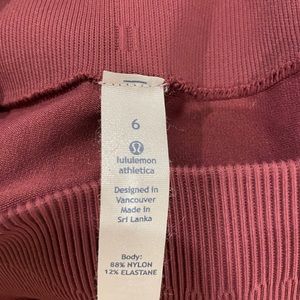 6
lululemon
athletica
Designed in
Vancouver
Made in
Sri Lanka
Body:
88% NYLON
12% ELASTANE